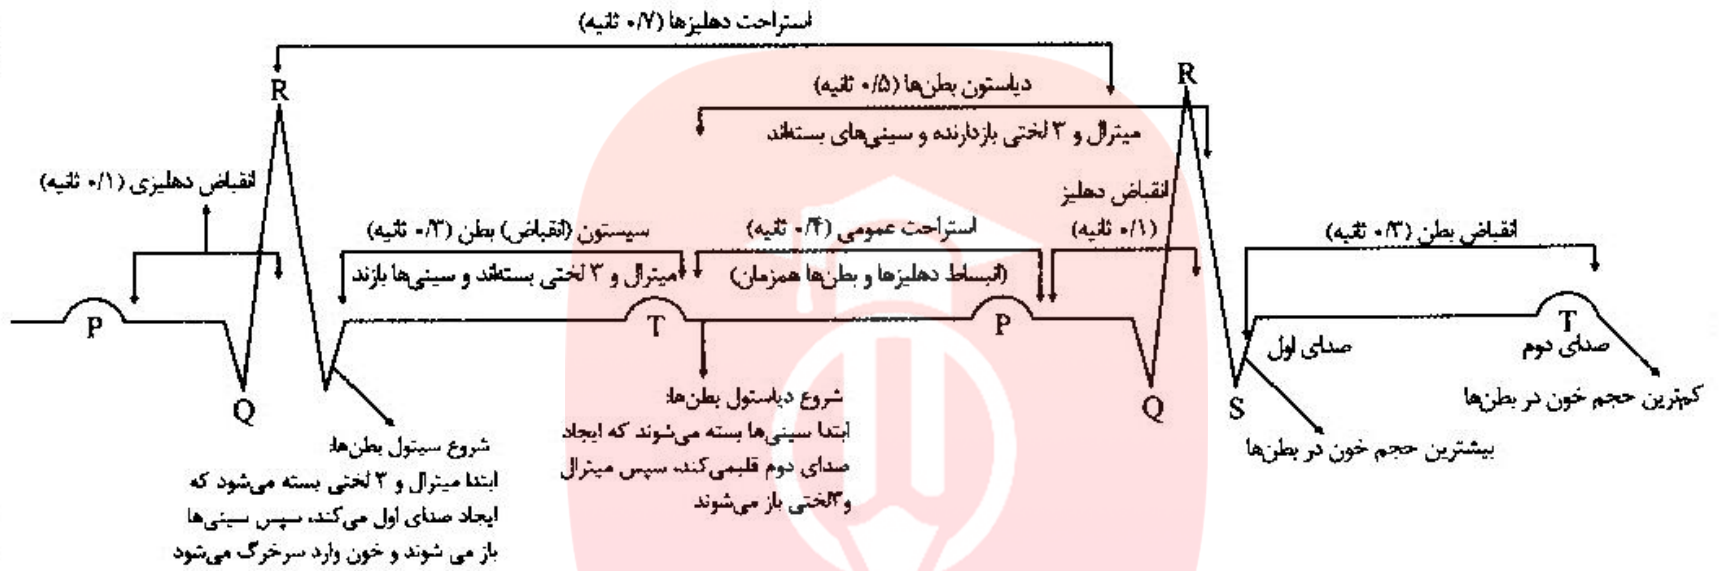 استراحت دهلیزها (۰/۷ ثانیه)
R
R
دیاستون بطن‌ها (۰/۵ ثانیه)
میترال و ۳ لختی بازدارنده و سینی‌های بسته‌اند
انقباض دهلیزی (۰/۱ ثانیه)
انقباض دهلیز
(۰/۱ ثانیه)
سیستون (انقباض) بطن (۰/۳ ثانیه)
میترال و ۳ لختی بسته‌اند و سینی‌ها بازند
استراحت عمومی (۰/۴ ثانیه)
(انبساط دهلیزها و بطن‌ها همزمان)
انقباض بطن (۰/۳ ثانیه)
P
T
P
T
صدای اول
صدای دوم
Q
Q
S
کم‌ترین حجم خون در بطن‌ها
بیشترین حجم خون در بطن‌ها
شروع سیتول بطن‌ها:
ابتدا میترال و ۳ لختی بسته می‌شود که
ایجاد صدای اول می‌کند، سپس سینی‌ها
باز می شوند و خون وارد سرخرگ می‌شود
شروع دیاستول بطن‌ها:
ابتدا سینی‌ها بسته می‌شوند که ایجاد
صدای دوم قلبمی‌کند، سپس میترال
و۳لختی باز می‌شوند